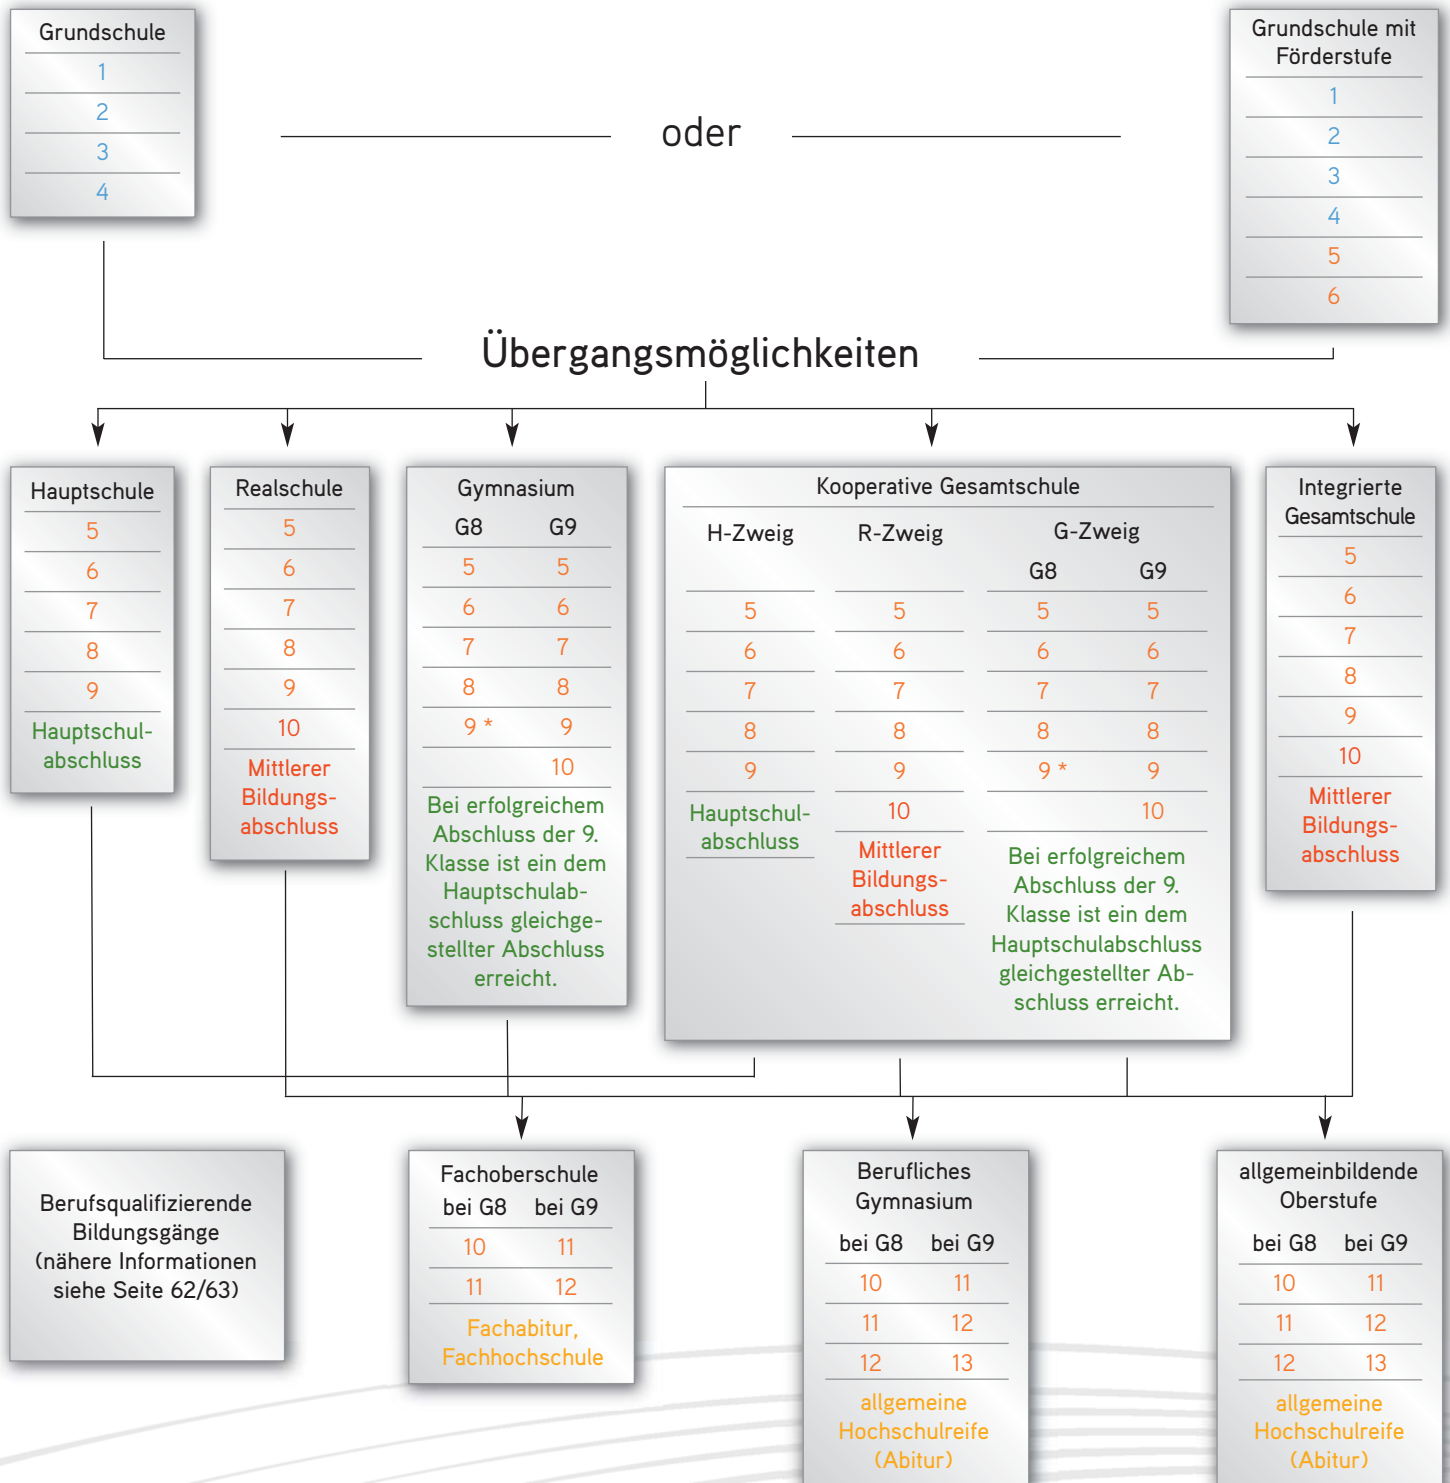 Grundschule
1
2
3
4
oder
Grundschule mit
Förderstufe
1
2
3
4
5
6
Übergangsmöglichkeiten
Hauptschule
5
6
7
8
9
Hauptschul-
abschluss
Realschule
5
6
7
8
9
10
Mittlerer
Bildungs-
abschluss
Gymnasium
G8 G9
5 5
6 6
7 7
8 8
9 * 9
10
Bei erfolgreichem
Abschluss der 9.
Klasse ist ein dem
Hauptschulab-
schluss gleichge-
stellter Abschluss
erreicht.
Kooperative Gesamtschule
H-Zweig
5
6
7
8
9
Hauptschul-
abschluss
R-Zweig
5
6
7
8
9
10
Mittlerer
Bildungs-
abschluss
G-Zweig
G8 G9
5 5
6 6
7 7
8 8
9 * 9
10
Bei erfolgreichem
Abschluss der 9.
Klasse ist ein dem
Hauptschulabschluss
gleichgestellter Ab-
schluss erreicht.
Integrierte
Gesamtschule
5
6
7
8
9
10
Mittlerer
Bildungs-
abschluss
Berufsqualifizierende
Bildungsgänge
(nähere Informationen
siehe Seite 62/63)
Fachoberschule
bei G8 bei G9
10 11
11 12
Fachabitur,
Fachhochschule
Berufliches
Gymnasium
bei G8 bei G9
10 11
11 12
12 13
allgemeine
Hochschulreife
(Abitur)
allgemeinbildende
Oberstufe
bei G8 bei G9
10 11
11 12
12 13
allgemeine
Hochschulreife
(Abitur)